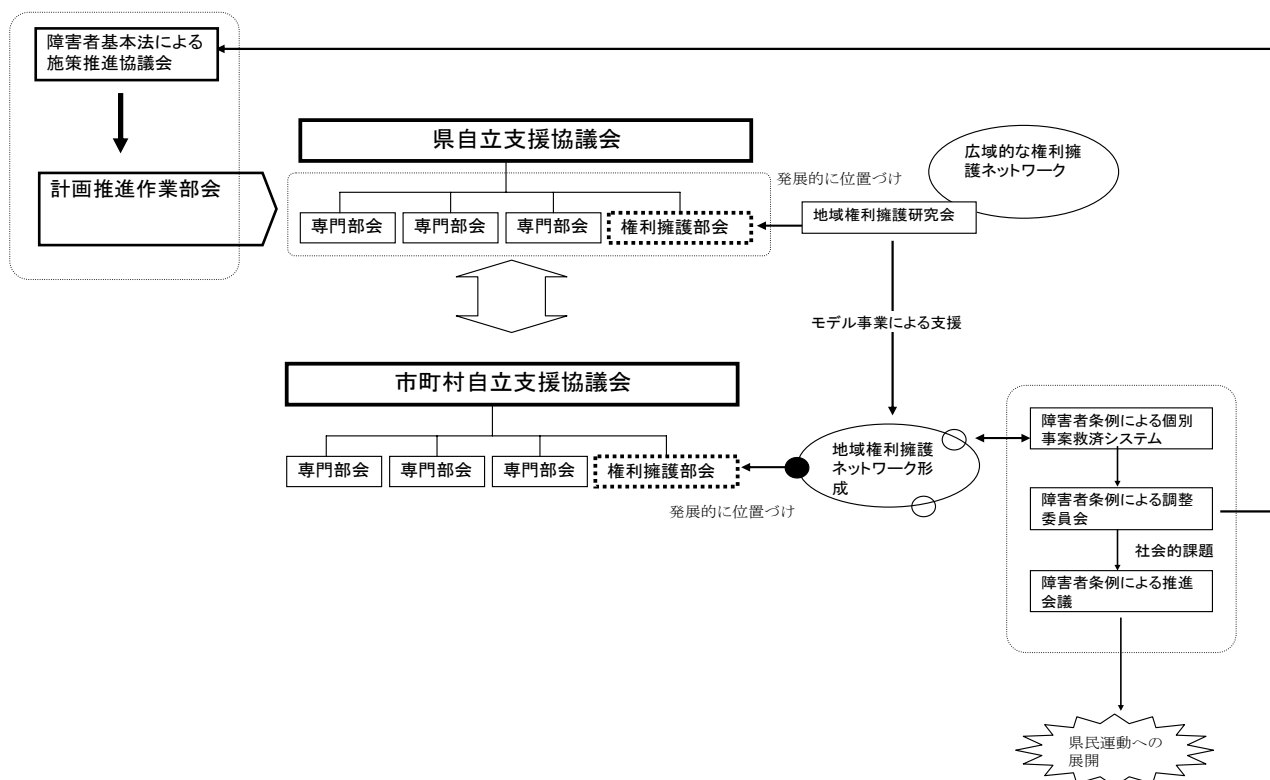 障害者基本法による
施策推進協議会
計画推進作業部会
県自立支援協議会
専門部会
専門部会
専門部会
権利擁護部会
発展的に位置づけ
広域的な権利擁
護ネットワーク
地域権利擁護研究会
モデル事業による支援
市町村自立支援協議会
専門部会
専門部会
専門部会
権利擁護部会
発展的に位置づけ
地域権利擁護
ネットワーク形
成
障害者条例による個別
事案救済システム
障害者条例による調整
委員会
社会的課題
障害者条例による推進
会議
県民運動への
展開